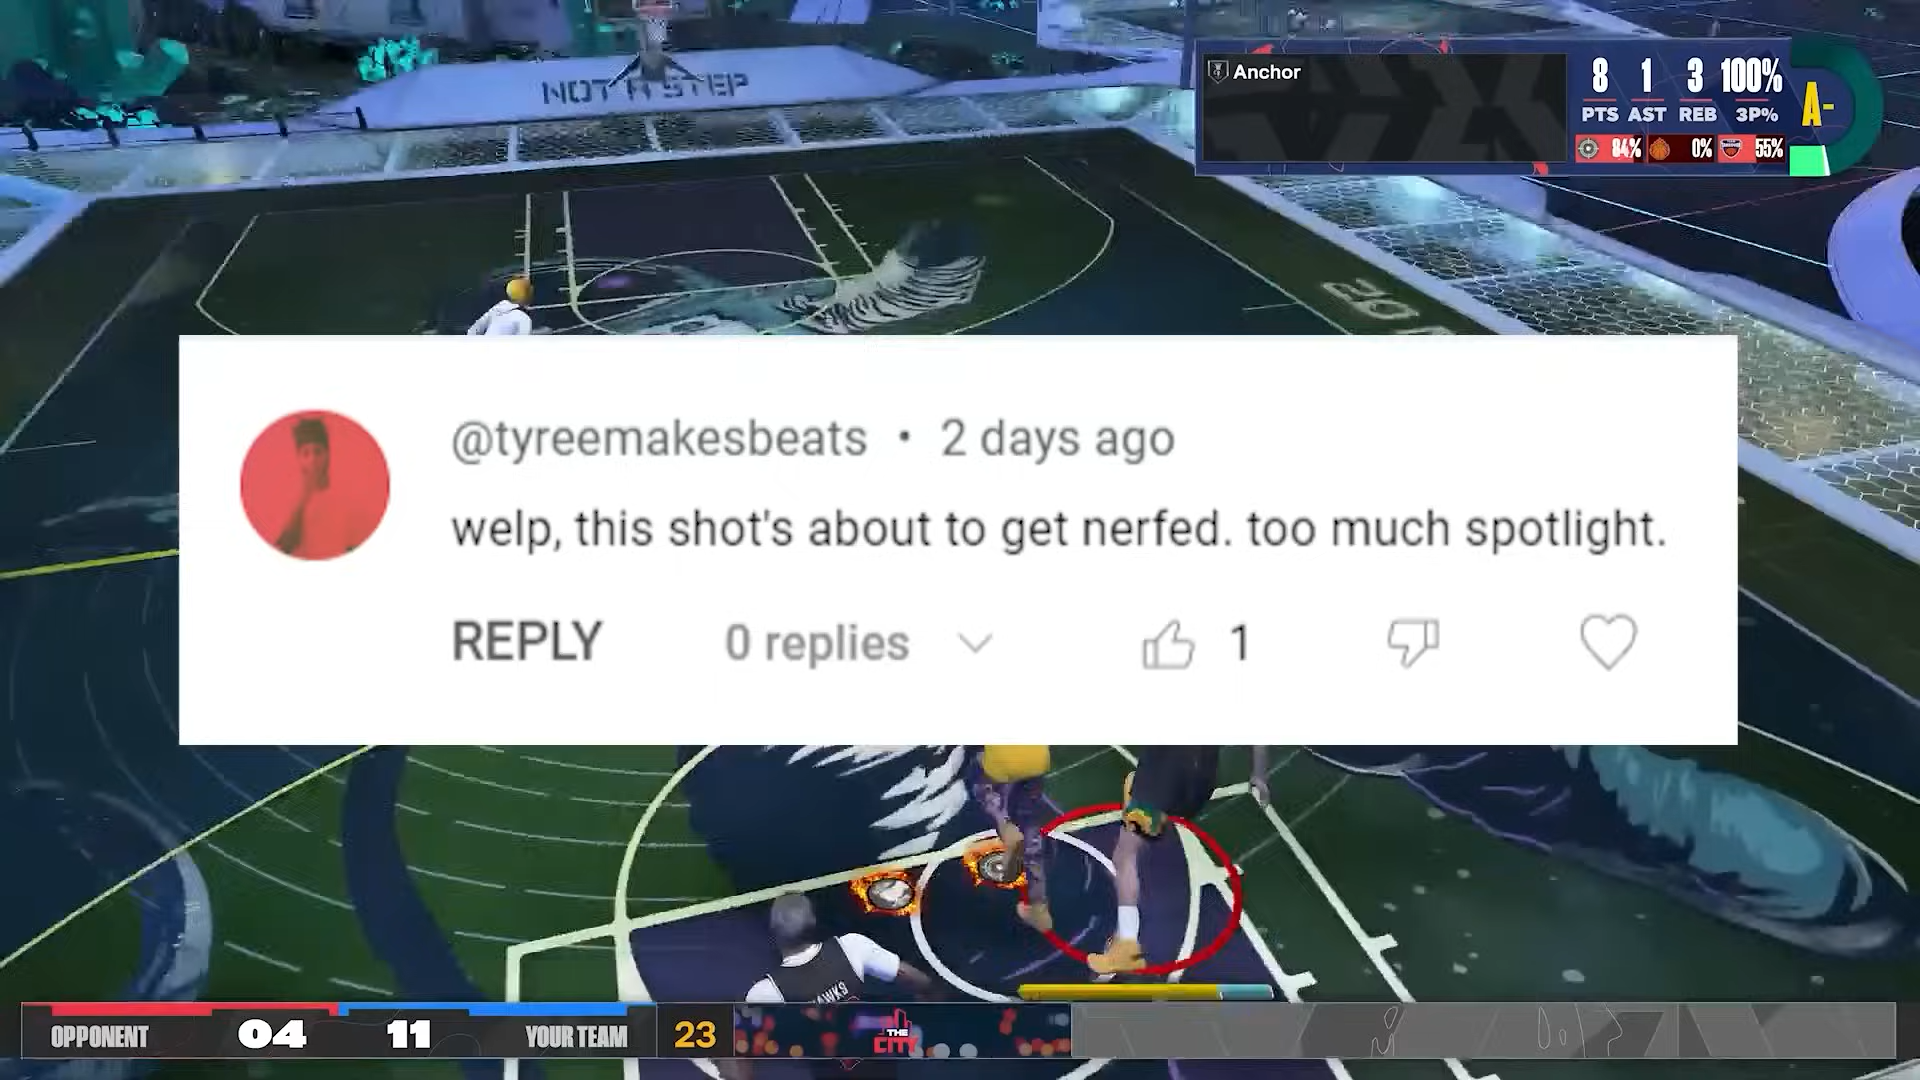 NOT A STEP
Anchor
8 1 3 100%
PTS AST REB 3P%
A-
84% 0% 55%
@tyreemakesbeats • 2 days ago
welp, this shot's about to get nerfed. too much spotlight.
REPLY 0 replies 1
OPPONENT 04 11 YOUR TEAM 23
THE
CITY